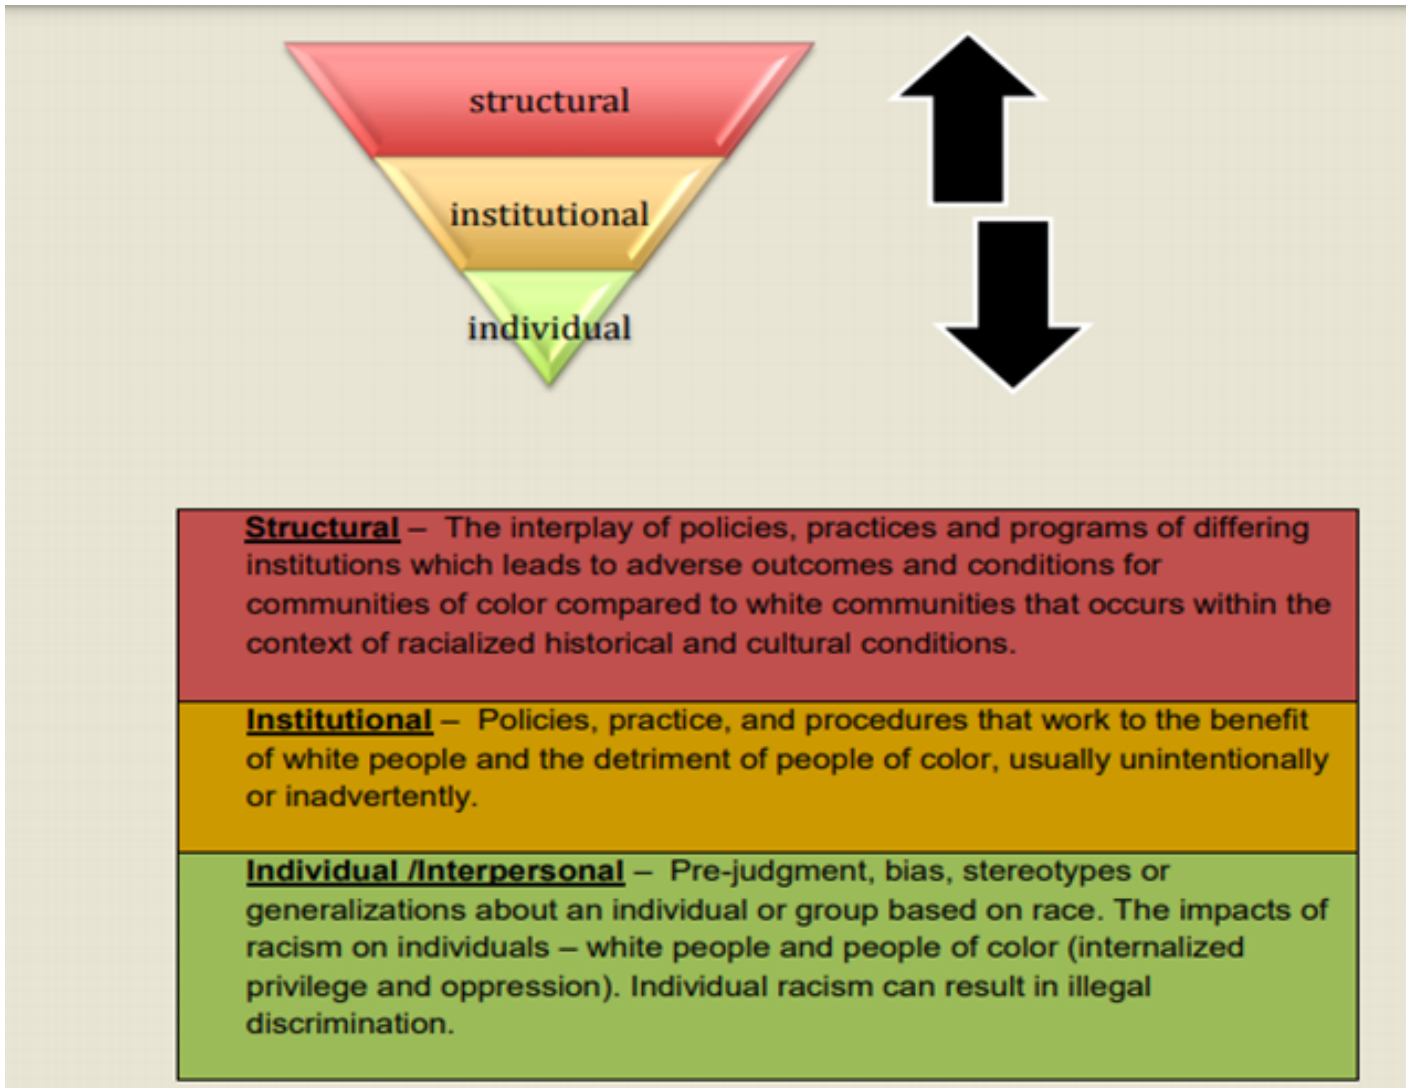 structural
institutional
individual
Structural – The interplay of policies, practices and programs of differing
institutions which leads to adverse outcomes and conditions for
communities of color compared to white communities that occurs within the
context of racialized historical and cultural conditions.
Institutional – Policies, practice, and procedures that work to the benefit
of white people and the detriment of people of color, usually unintentionally
or inadvertently.
Individual /Interpersonal – Pre-judgment, bias, stereotypes or
generalizations about an individual or group based on race. The impacts of
racism on individuals – white people and people of color (internalized
privilege and oppression). Individual racism can result in illegal
discrimination.